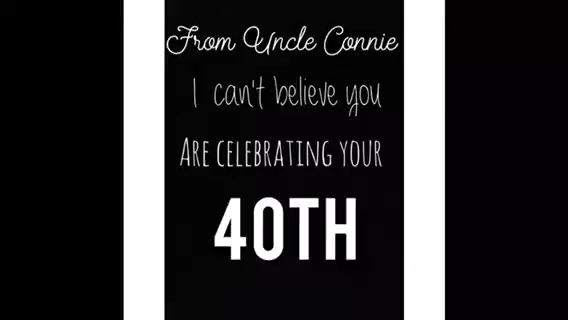 From Uncle Connie
I can't believe you
ARE CELEBRATING YOUR
40TH